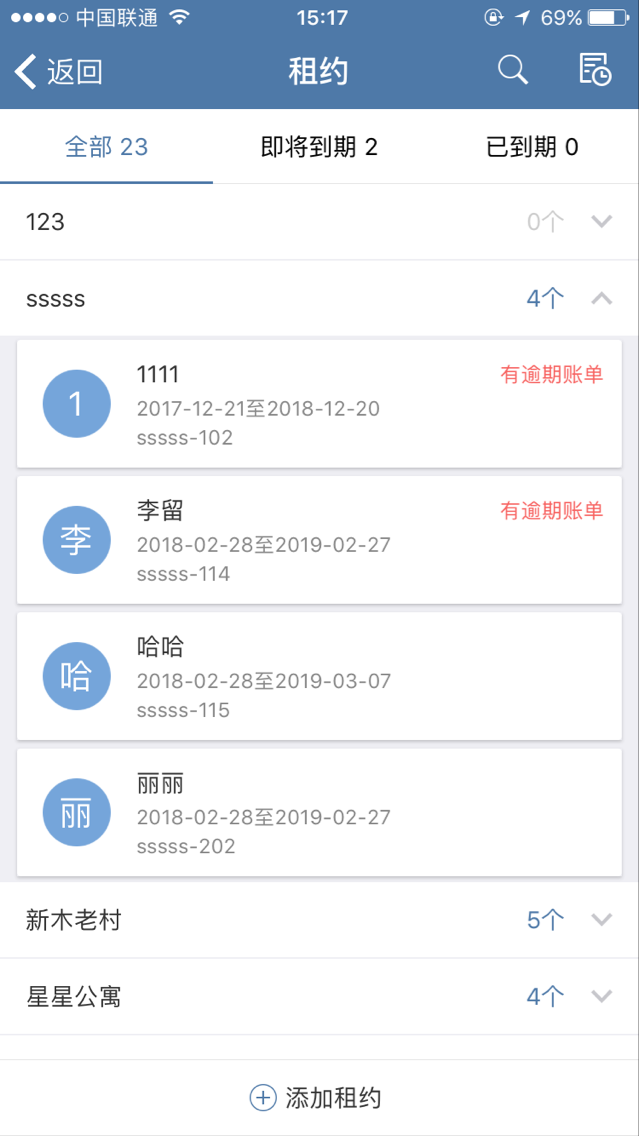 中国联通 15:17 69%
返回 租约
全部 23 即将到期 2 已到期 0
123 0个
sssss 4个
1 1111 有逾期账单
2017-12-21至2018-12-20
sssss-102
李 李留 有逾期账单
2018-02-28至2019-02-27
sssss-114
哈 哈哈
2018-02-28至2019-03-07
sssss-115
丽 丽丽
2018-02-28至2019-02-27
sssss-202
新木老村 5个
星星公寓 4个
添加租约